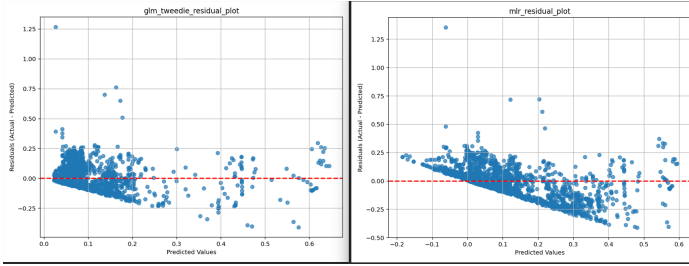 glm_tweedie_residual_plot
Residuals (Actual - Predicted)
1.25
1.00
0.75
0.50
0.25
0.00
−0.25
0.0 0.1 0.2 0.3 0.4 0.5 0.6
Predicted Values
mlr_residual_plot
Residuals (Actual - Predicted)
1.25
1.00
0.75
0.50
0.25
0.00
−0.25
−0.50
−0.2 −0.1 0.0 0.1 0.2 0.3 0.4 0.5 0.6
Predicted Values